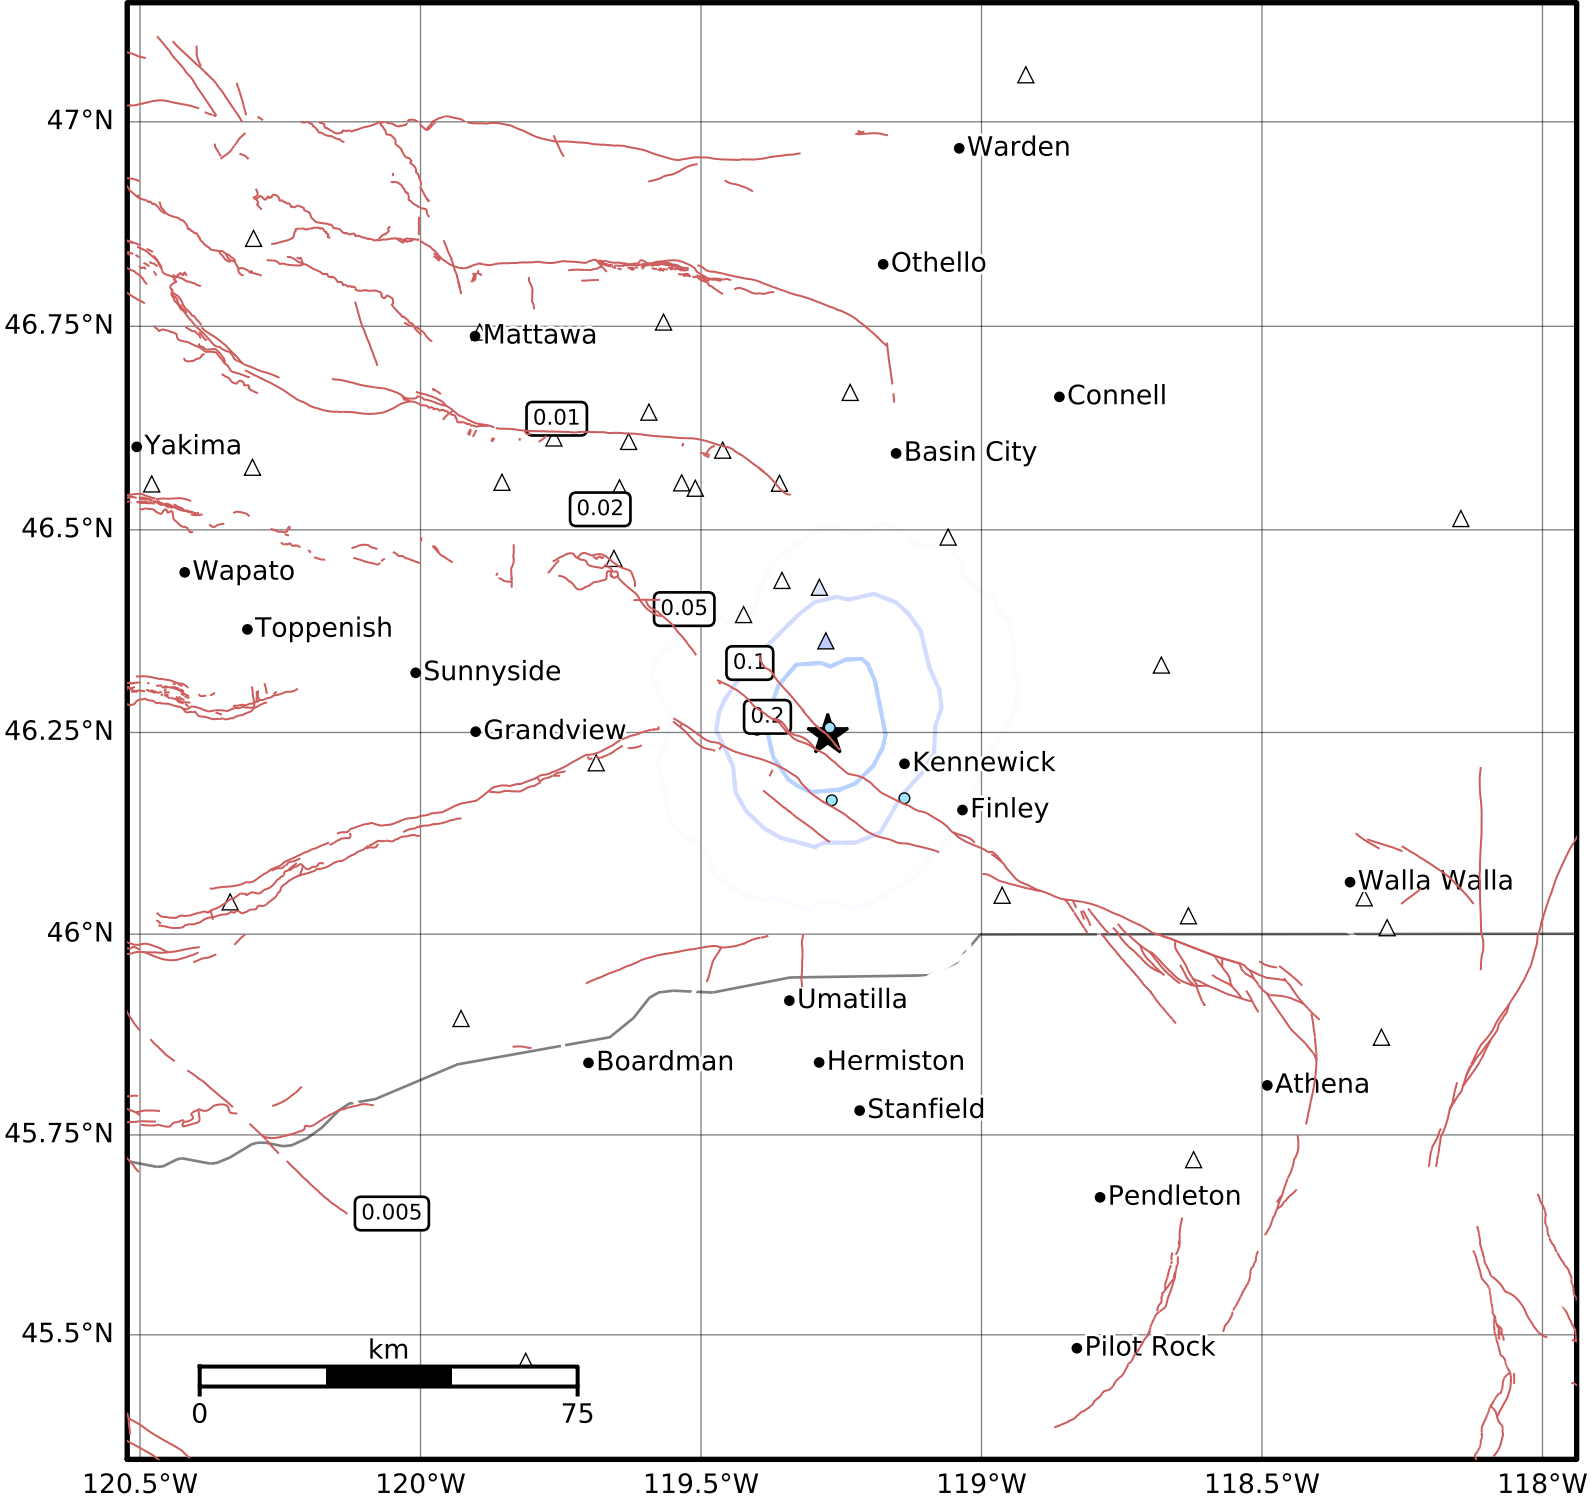 47°N
Warden
Othello
46.75°N
Mattawa
Connell
0.01
Yakima
Basin City
0.02
46.5°N
Wapato
0.05
Toppenish
0.1
Sunnyside
0.2
46.25°N
Grandview
Kennewick
Finley
Walla Walla
46°N
Umatilla
Boardman
Hermiston
Athena
Stanfield
45.75°N
Pendleton
0.005
45.5°N
km
Pilot Rock
0 75
120.5°W 120°W 119.5°W 119°W 118.5°W 118°W